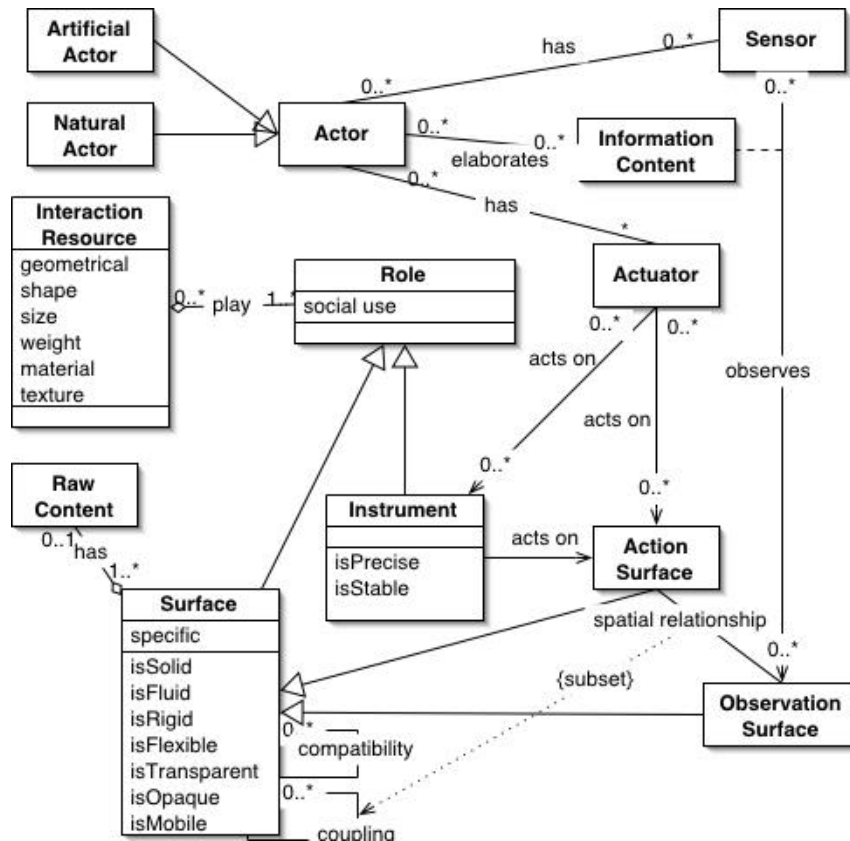 Artificial
Actor
Natural
Actor
Actor
0..*
has
0..*
Sensor
0..*
0..*
elaborates
0..*
Information
Content
0..*
has
*
Actuator
0..*
0..*
Interaction
Resource
geometrical
shape
size
weight
material
texture
0..*
play
1..*
Role
social use
acts on
acts on
observes
0..*
0..*
0..*
Raw
Content
0..1
has
1..*
Instrument
isPrecise
isStable
acts on
Action
Surface
spatial relationship
{subset}
Observation
Surface
Surface
specific
isSolid
isFluid
isRigid
isFlexible
isTransparent
isOpaque
isMobile
0..*
compatibility
0..*
coupling